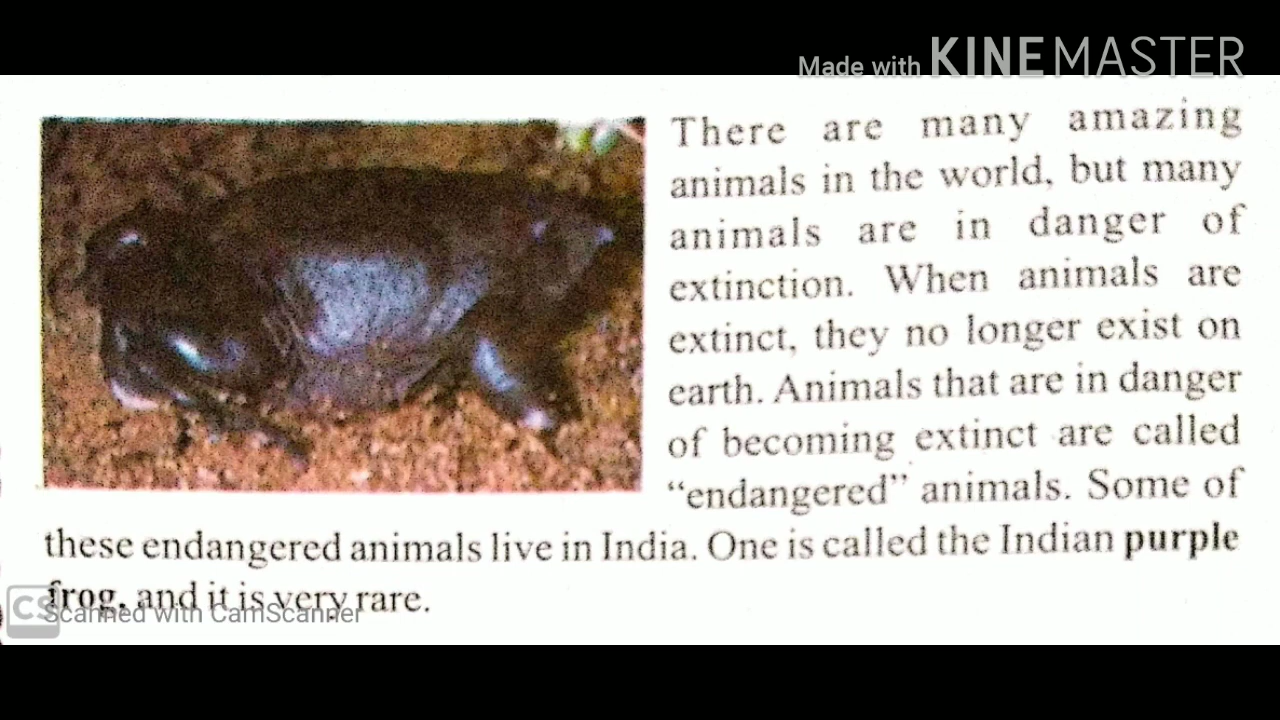 Made with KINEMASTER
There are many amazing
animals in the world, but many
animals are in danger of
extinction. When animals are
extinct, they no longer exist on
earth. Animals that are in danger
of becoming extinct are called
“endangered” animals. Some of
these endangered animals live in India. One is called the Indian purple
frog, and it is very rare.
CS Scanned with CamScanner